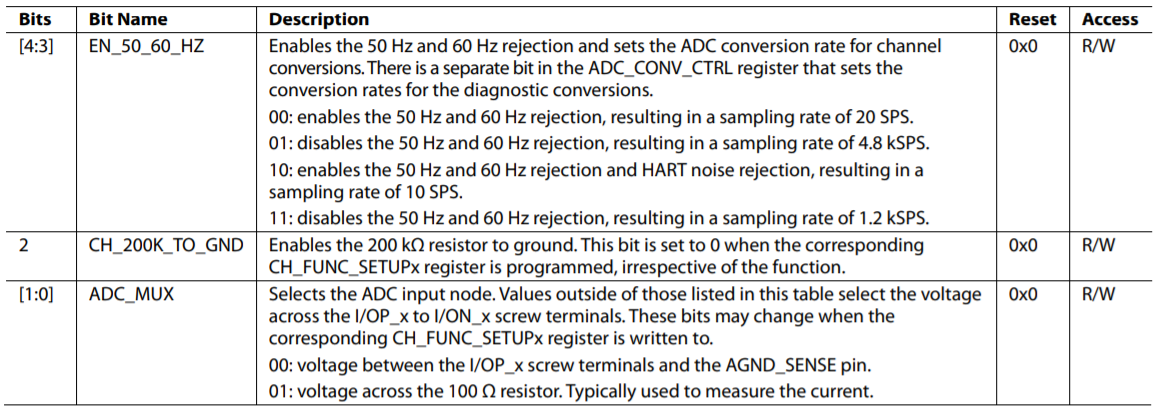 Bits Bit Name Description Reset Access
[4:3] EN_50_60_HZ Enables the 50 Hz and 60 Hz rejection and sets the ADC conversion rate for channel 0x0 R/W
conversions. There is a separate bit in the ADC_CONV_CTRL register that sets the
conversion rates for the diagnostic conversions.
00: enables the 50 Hz and 60 Hz rejection, resulting in a sampling rate of 20 SPS.
01: disables the 50 Hz and 60 Hz rejection, resulting in a sampling rate of 4.8 kSPS.
10: enables the 50 Hz and 60 Hz rejection and HART noise rejection, resulting in a
sampling rate of 10 SPS.
11: disables the 50 Hz and 60 Hz rejection, resulting in a sampling rate of 1.2 kSPS.
2 CH_200K_TO_GND Enables the 200 kΩ resistor to ground. This bit is set to 0 when the corresponding 0x0 R/W
CH_FUNC_SETUPx register is programmed, irrespective of the function.
[1:0] ADC_MUX Selects the ADC input node. Values outside of those listed in this table select the voltage 0x0 R/W
across the I/OP_x to I/ON_x screw terminals. These bits may change when the
corresponding CH_FUNC_SETUPx register is written to.
00: voltage between the I/OP_x screw terminals and the AGND_SENSE pin.
01: voltage across the 100 Ω resistor. Typically used to measure the current.